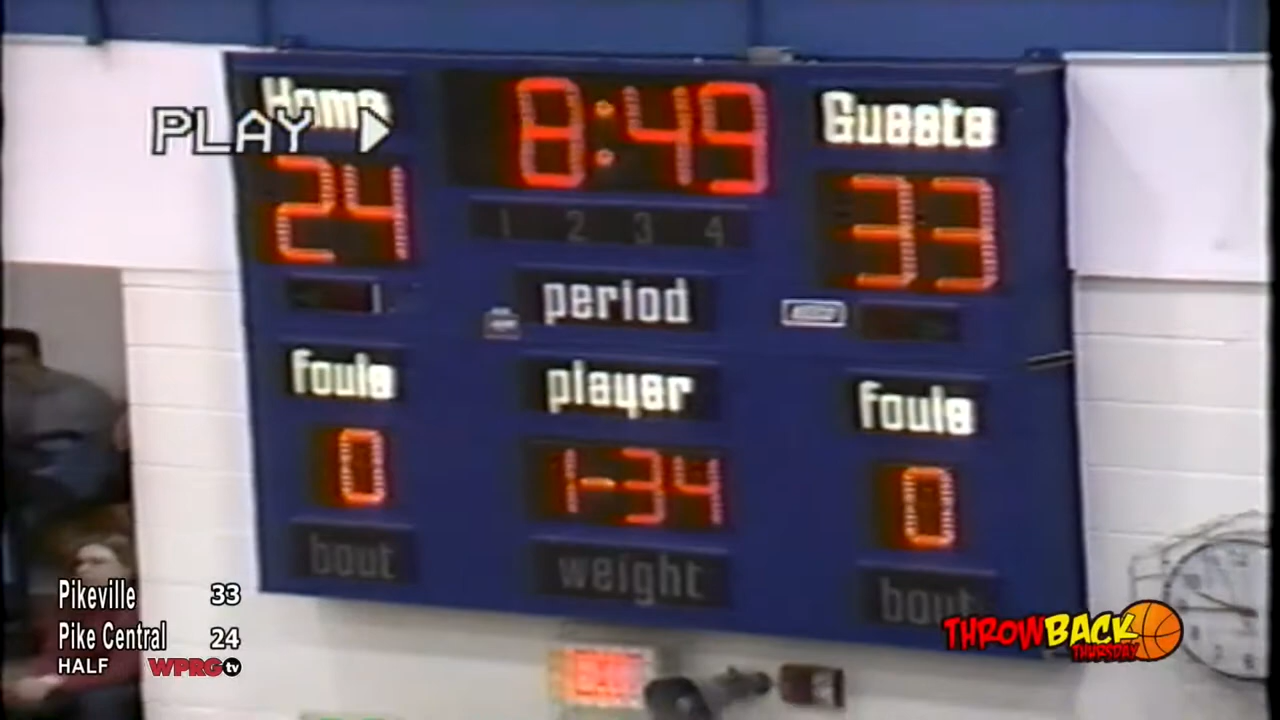 Home
8:49
Guests
PLAY
24
33
1 2 3 4
period
fouls
player
fouls
0
1-34
0
bout
weight
bout
Pikeville 33
Pike Central 24
HALF WPRG tv
THROWBACK
THURSDAY